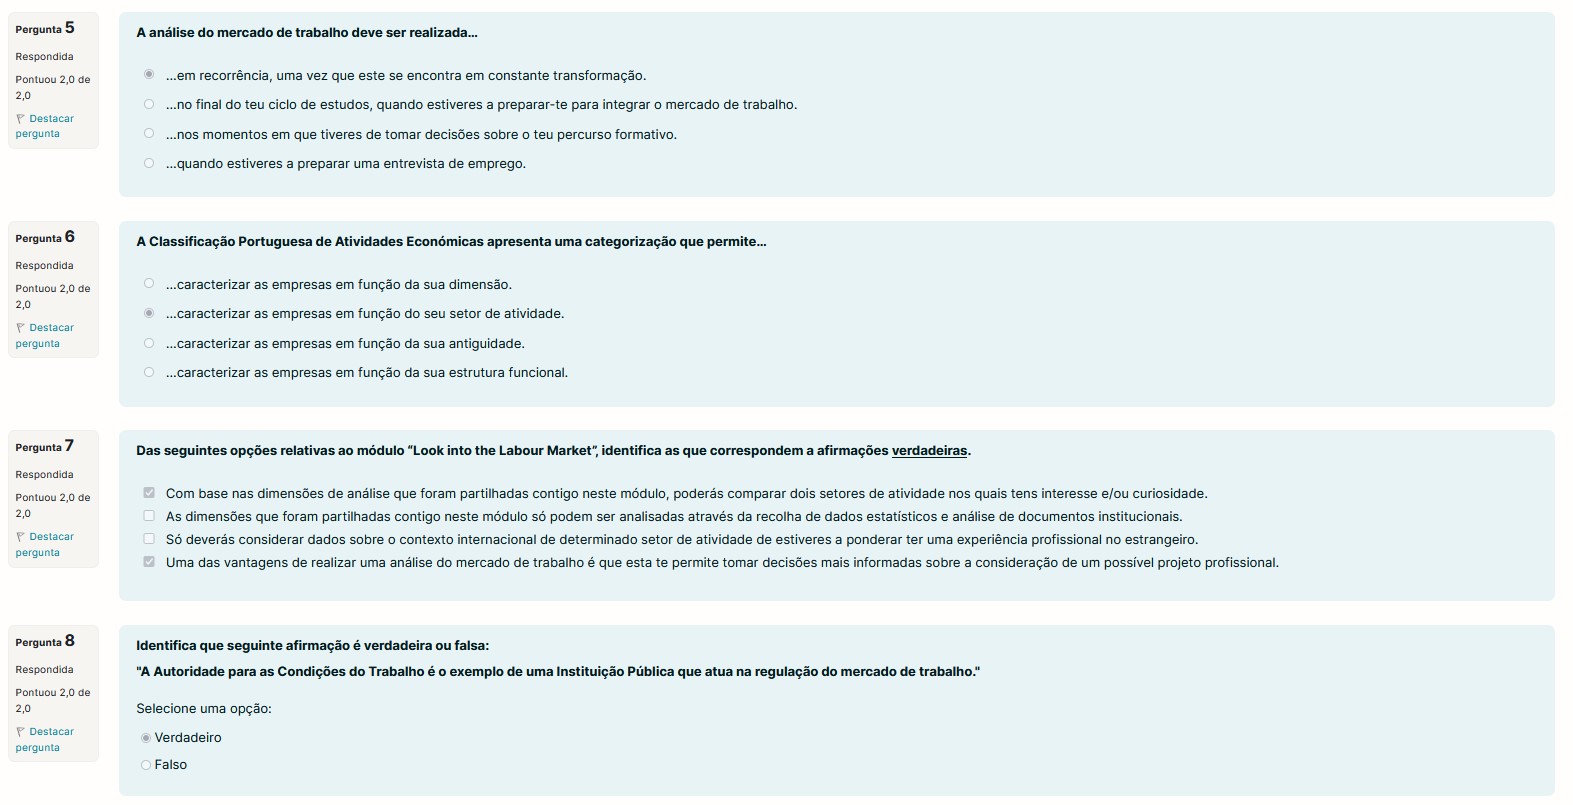 Pergunta 5
Respondida
Pontuou 2,0 de
2,0
Destacar
pergunta
A análise do mercado de trabalho deve ser realizada...
...em recorrência, uma vez que este se encontra em constante transformação.
...no final do teu ciclo de estudos, quando estiveres a preparar-te para integrar o mercado de trabalho.
...nos momentos em que tiveres de tomar decisões sobre o teu percurso formativo.
...quando estiveres a preparar uma entrevista de emprego.
Pergunta 6
Respondida
Pontuou 2,0 de
2,0
Destacar
pergunta
A Classificação Portuguesa de Atividades Económicas apresenta uma categorização que permite...
...caracterizar as empresas em função da sua dimensão.
...caracterizar as empresas em função do seu setor de atividade.
...caracterizar as empresas em função da sua antiguidade.
...caracterizar as empresas em função da sua estrutura funcional.
Pergunta 7
Respondida
Pontuou 2,0 de
2,0
Destacar
pergunta
Das seguintes opções relativas ao módulo “Look into the Labour Market”, identifica as que correspondem a afirmações verdadeiras.
Com base nas dimensões de análise que foram partilhadas contigo neste módulo, poderás comparar dois setores de atividade nos quais tens interesse e/ou curiosidade.
As dimensões que foram partilhadas contigo neste módulo só podem ser analisadas através da recolha de dados estatísticos e análise de documentos institucionais.
Só deverás considerar dados sobre o contexto internacional de determinado setor de atividade de estiveres a ponderar ter uma experiência profissional no estrangeiro.
Uma das vantagens de realizar uma análise do mercado de trabalho é que esta te permite tomar decisões mais informadas sobre a consideração de um possível projeto profissional.
Pergunta 8
Respondida
Pontuou 2,0 de
2,0
Destacar
pergunta
Identifica que seguinte afirmação é verdadeira ou falsa:
"A Autoridade para as Condições do Trabalho é o exemplo de uma Instituição Pública que atua na regulação do mercado de trabalho."
Selecione uma opção:
Verdadeiro
Falso